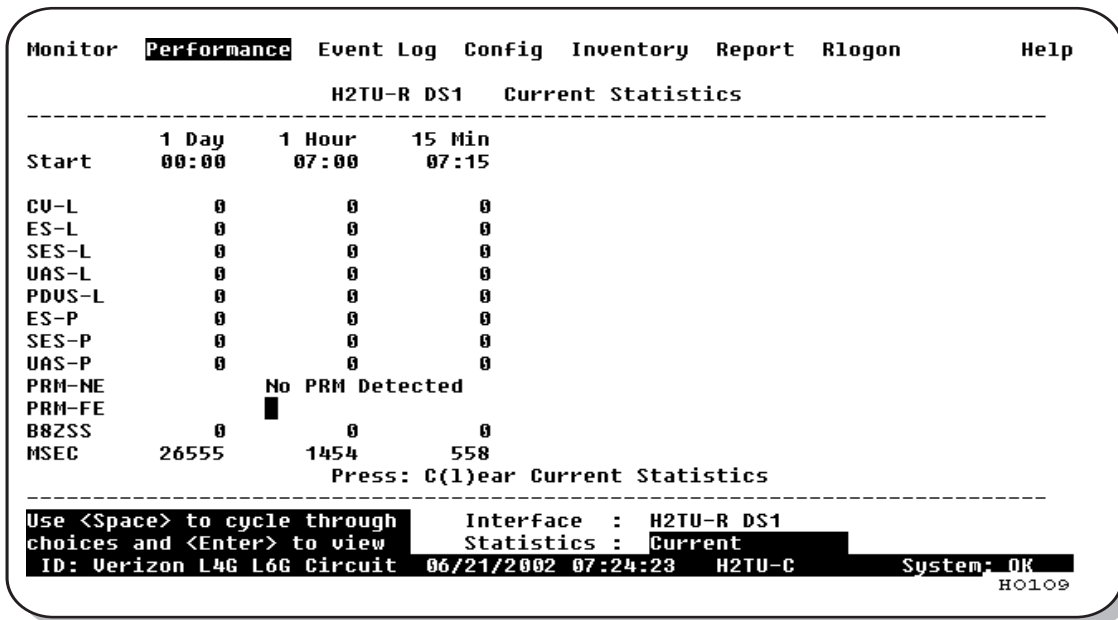 Monitor Performance Event Log Config Inventory Report Rlogon Help
H2TU-R DS1 Current Statistics
1 Day 1 Hour 15 Min
Start 00:00 07:00 07:15
CV-L 0 0 0
ES-L 0 0 0
SES-L 0 0 0
UAS-L 0 0 0
PDVS-L 0 0 0
ES-P 0 0 0
SES-P 0 0 0
UAS-P 0 0 0
PRM-NE No PRM Detected
PRM-FE
B8ZSS 0 0 0
MSEC 26555 1454 558
Press: C(l)ear Current Statistics
Use <Space> to cycle through Interface : H2TU-R DS1
choices and <Enter> to view Statistics : Current
ID: Verizon L4G L6G Circuit 06/21/2002 07:24:23 H2TU-C System: OK
H0109